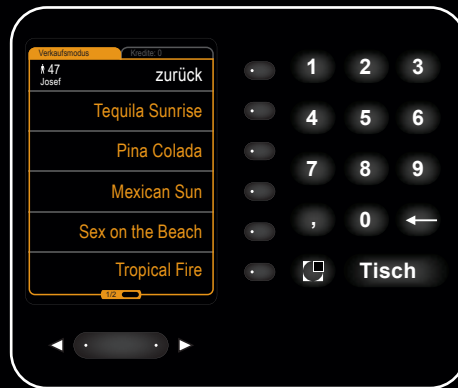 Verkaufsmodus
Kredite: 0
47
zurück
Josef
Tequila Sunrise
Pina Colada
Mexican Sun
Sex on the Beach
Tropical Fire
1/2
1 2 3
4 5 6
7 8 9
, 0 ←
Tisch